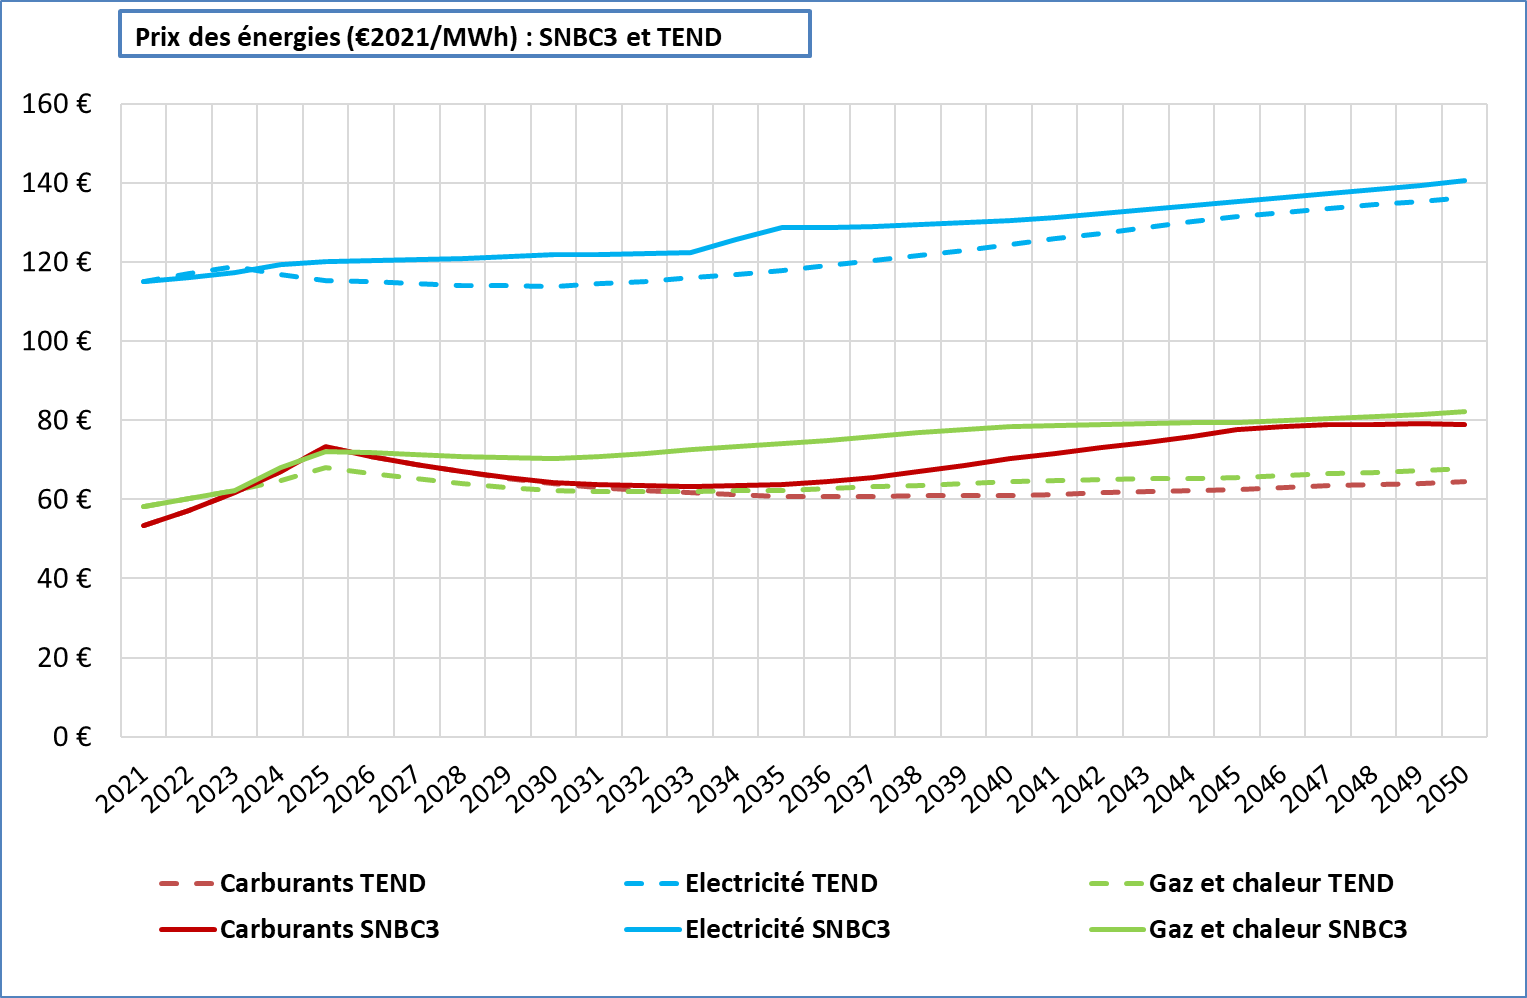 Prix des énergies (€2021/MWh) : SNBC3 et TEND
160 €
140 €
120 €
100 €
80 €
60 €
40 €
20 €
0 €
2021 2022 2023 2024 2025 2026 2027 2028 2029 2030 2031 2032 2033 2034 2035 2036 2037 2038 2039 2040 2041 2042 2043 2044 2045 2046 2047 2048 2049 2050
Carburants TEND Electricité TEND Gaz et chaleur TEND
Carburants SNBC3 Electricité SNBC3 Gaz et chaleur SNBC3